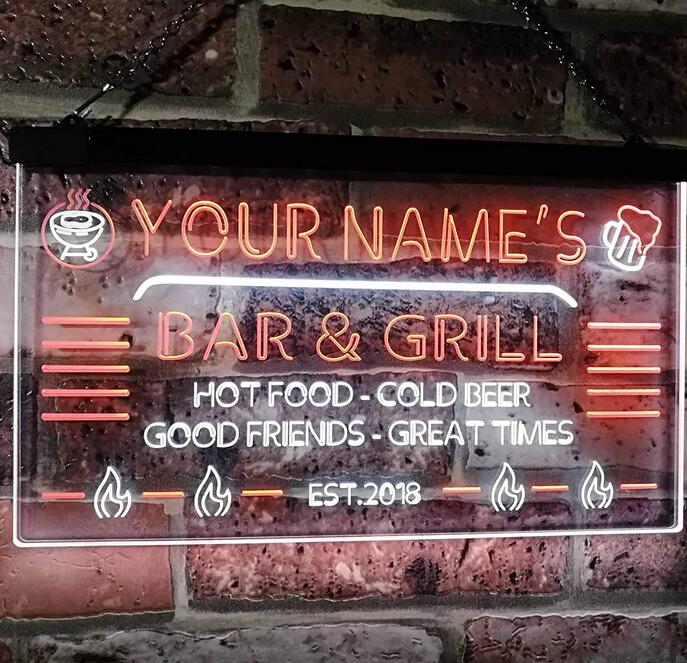 YOUR NAME'S
BAR & GRILL
HOT FOOD - COLD BEER
GOOD FRIENDS - GREAT TIMES
EST.2018